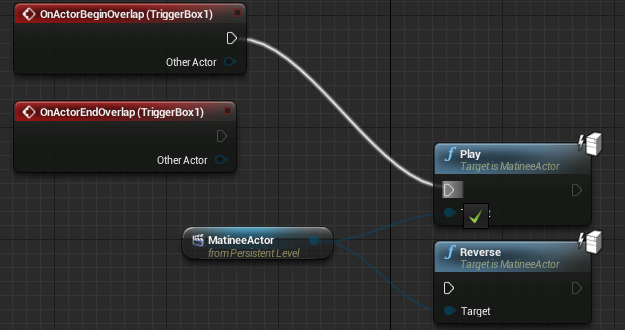 OnActorBeginOverlap (TriggerBox1)
Other Actor
OnActorEndOverlap (TriggerBox1)
Other Actor
Play
Target is MatineeActor
MatineeActor
from Persistent Level
Reverse
Target is MatineeActor
Target